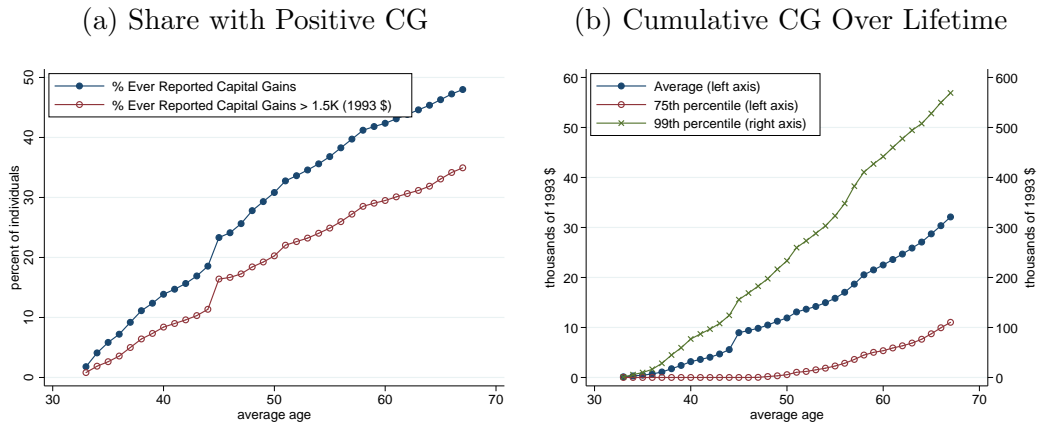 (a) Share with Positive CG
% Ever Reported Capital Gains
% Ever Reported Capital Gains > 1.5K (1993 $)
percent of individuals
50
40
30
20
10
0
30 40 50 60 70
average age
(b) Cumulative CG Over Lifetime
Average (left axis)
75th percentile (left axis)
99th percentile (right axis)
thousands of 1993 $
60
50
40
30
20
10
0
600
500
400
300
200
100
0
thousands of 1993 $
30 40 50 60 70
average age